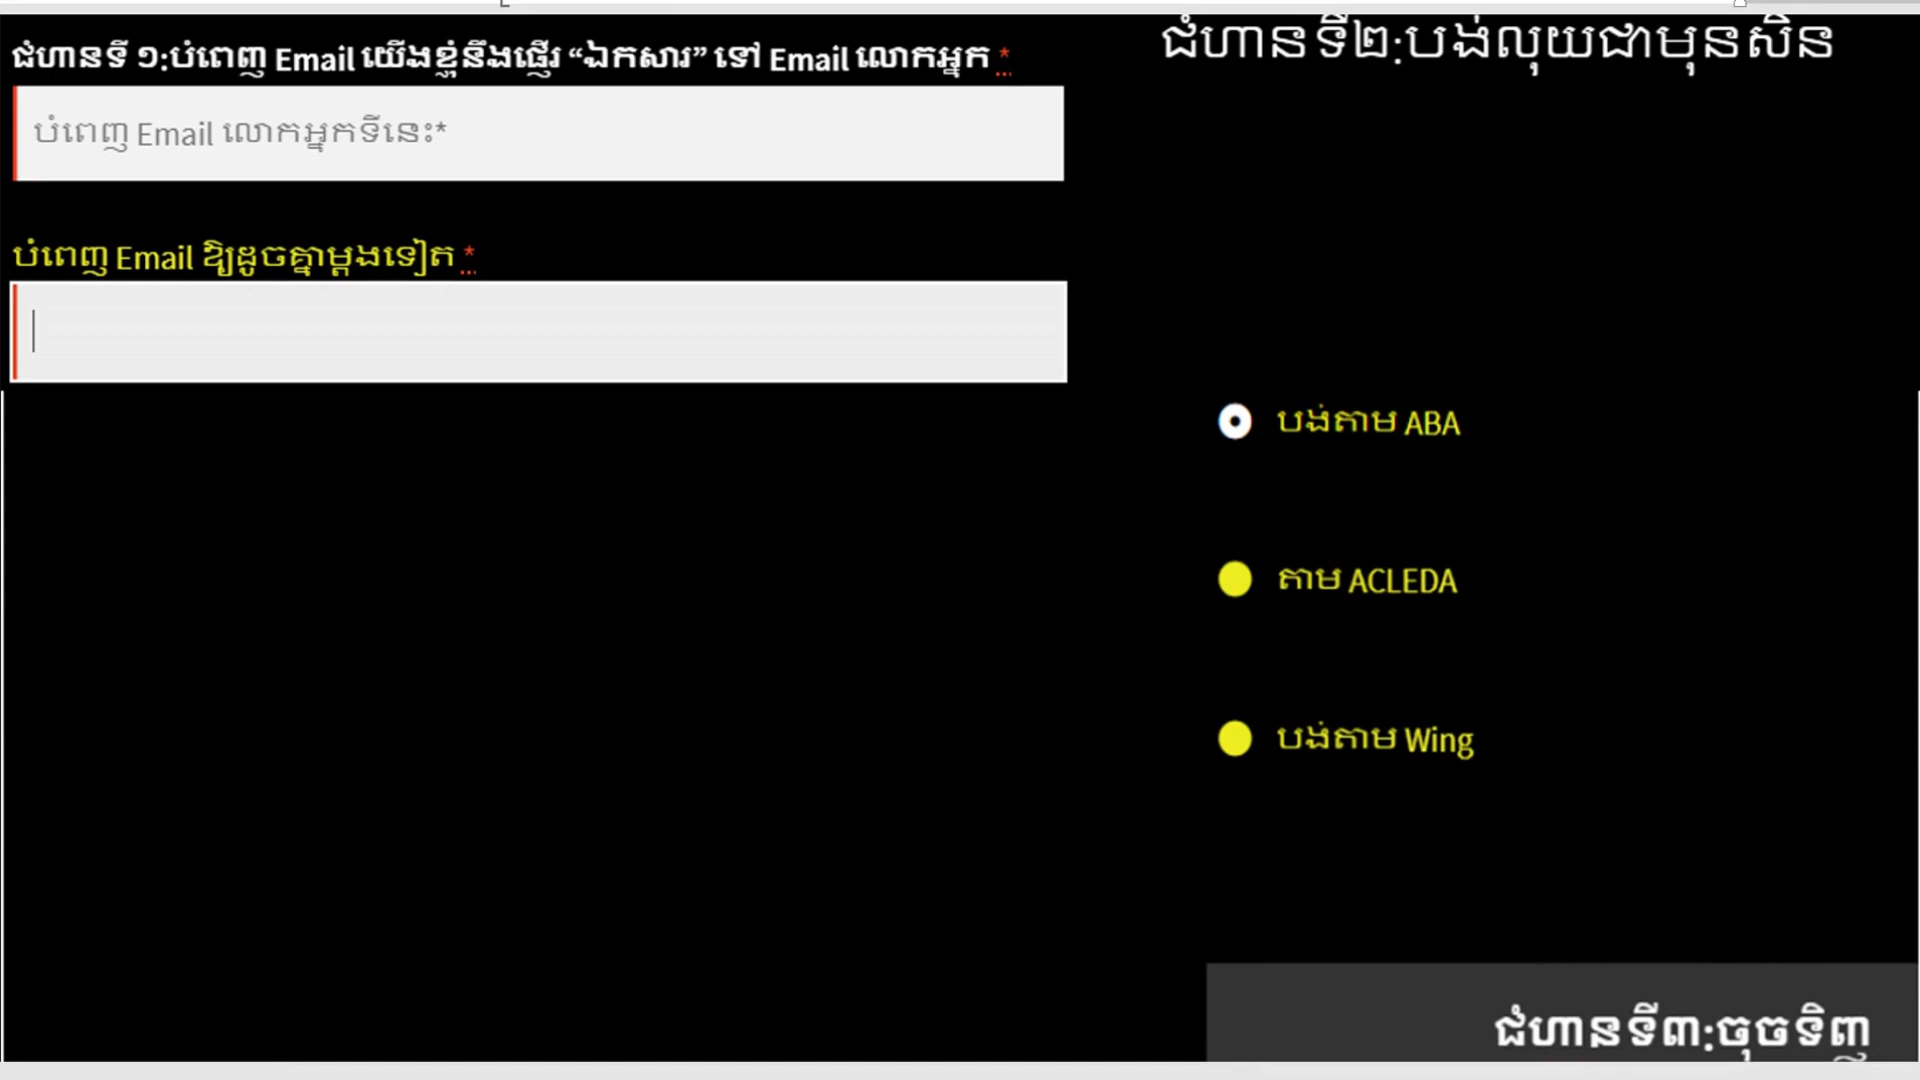 ជំហានទី ១:បំពេញ Email យើងខ្ញុំនឹងផ្ញើរ “ឯកសារ” ទៅ Email លោកអ្នក *
បំពេញ Email លោកអ្នកទីនេះ*
បំពេញ Email ឱ្យដូចគ្នាម្តងទៀត *
ជំហានទី២:បង់លុយជាមុនសិន
បង់តាម ABA
តាម ACLEDA
បង់តាម Wing
ជំហានទី៣:ចុចទិញ